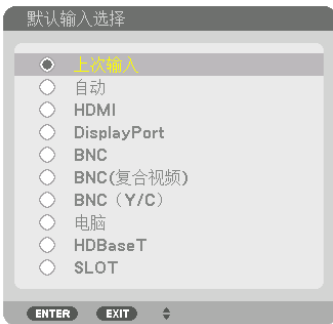 默认输入选择
上次输入
自动
HDMI
DisplayPort
BNC
BNC(复合视频)
BNC（Y/C）
电脑
HDBaseT
SLOT
ENTER EXIT